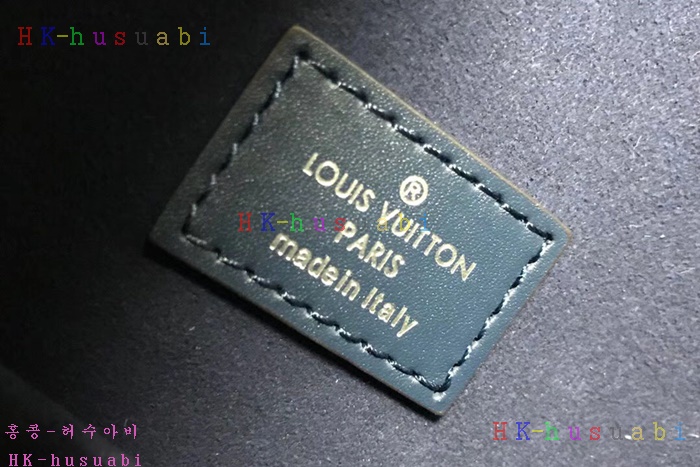 HK-husuabi
®
LOUIS VUITTON
HK-husuabi
PARIS
made in Italy
홍콩-허수아비
HK-husuabi
HK-husuabi